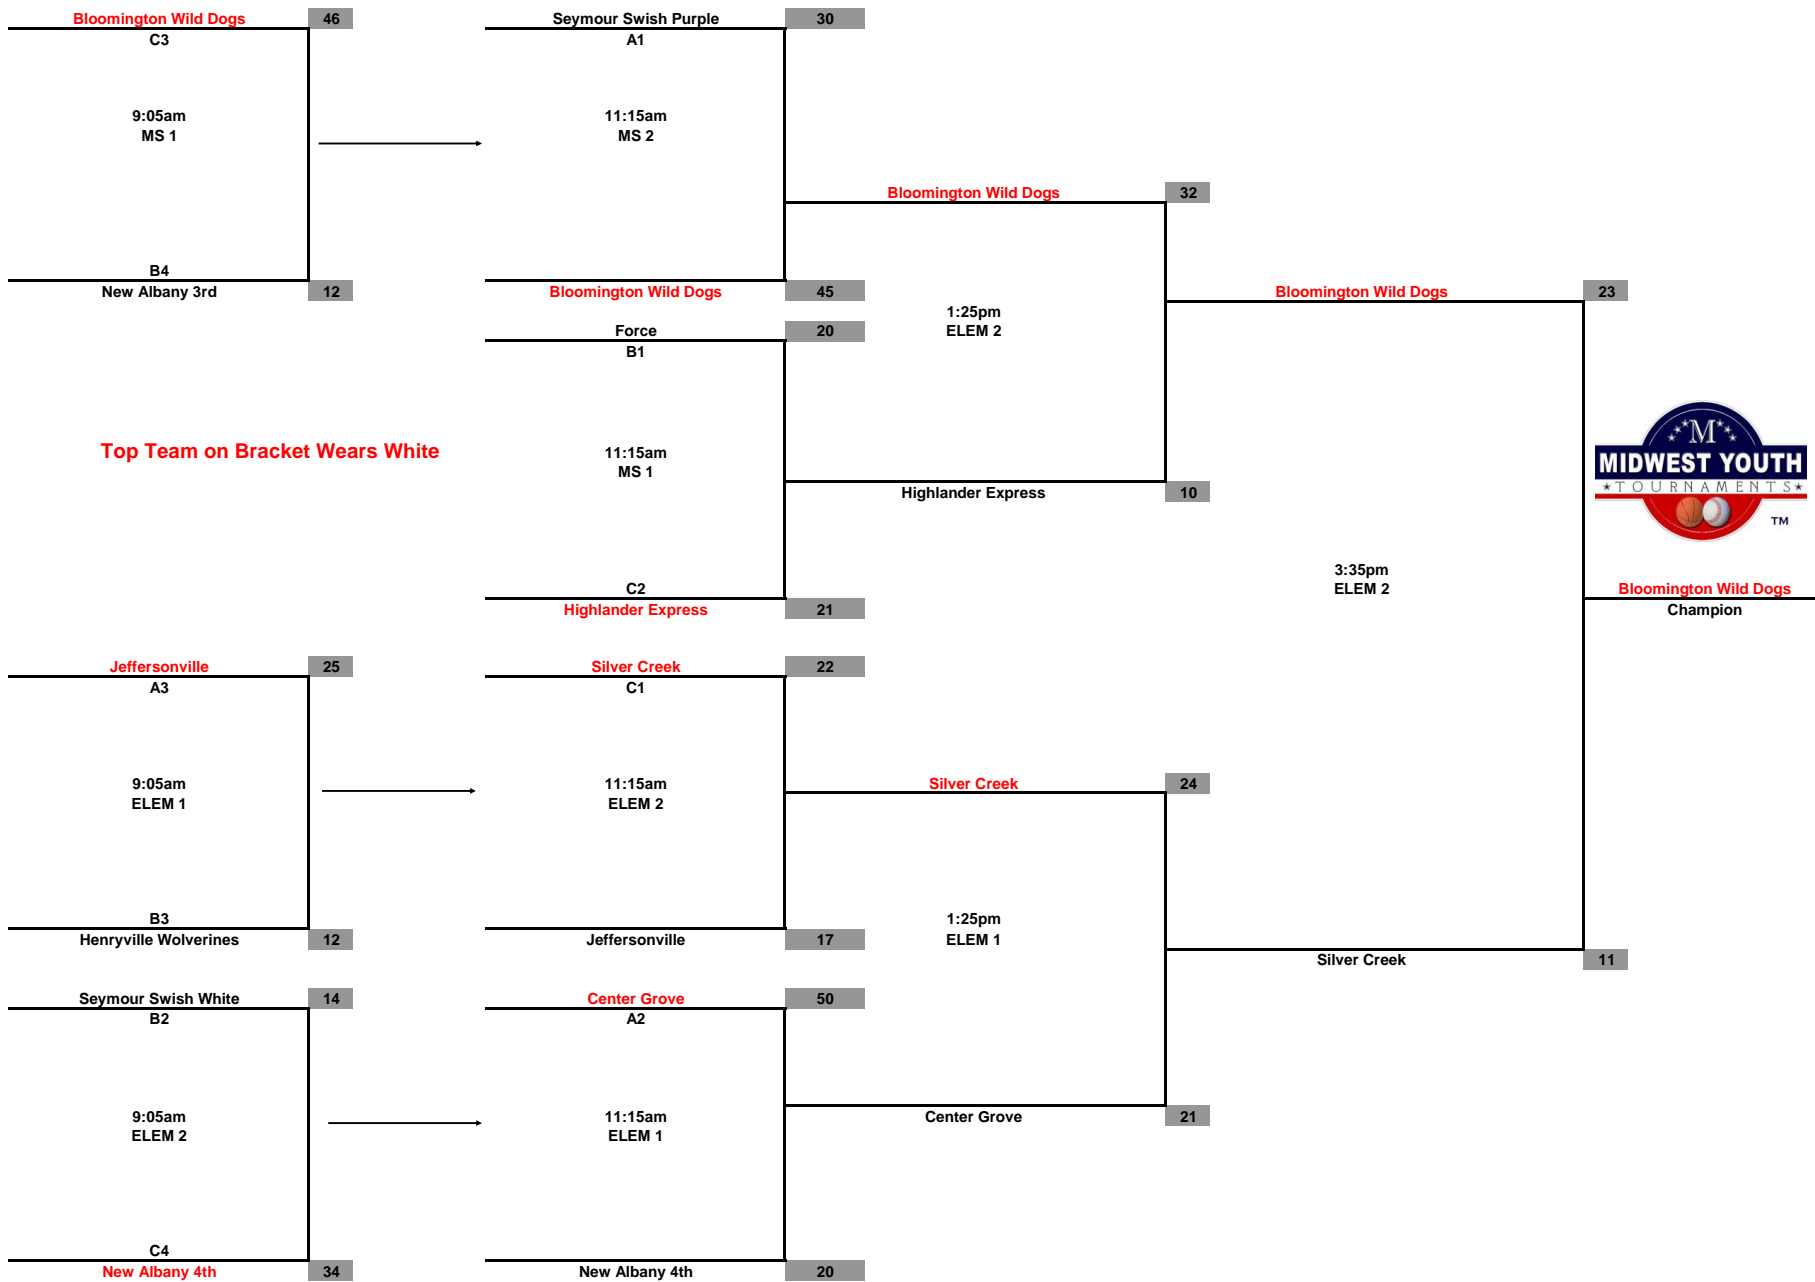 Bloomington Wild Dogs 46
C3
9:05am
MS 1
B4
New Albany 3rd 12
Seymour Swish Purple 30
A1
11:15am
MS 2
Bloomington Wild Dogs 45
Force 20
B1
11:15am
MS 1
C2
Highlander Express 21
Top Team on Bracket Wears White
Jeffersonville 25
A3
9:05am
ELEM 1
B3
Henryville Wolverines 12
Silver Creek 22
C1
11:15am
ELEM 2
Jeffersonville 17
Seymour Swish White 14
B2
9:05am
ELEM 2
C4
New Albany 4th 34
Center Grove 50
A2
11:15am
ELEM 1
New Albany 4th 20
Bloomington Wild Dogs 32
1:25pm
ELEM 2
Highlander Express 10
Silver Creek 24
1:25pm
ELEM 1
Center Grove 21
Bloomington Wild Dogs 23
3:35pm
ELEM 2
Silver Creek 11
M
MIDWEST YOUTH
TOURNAMENTS
TM
Bloomington Wild Dogs
Champion